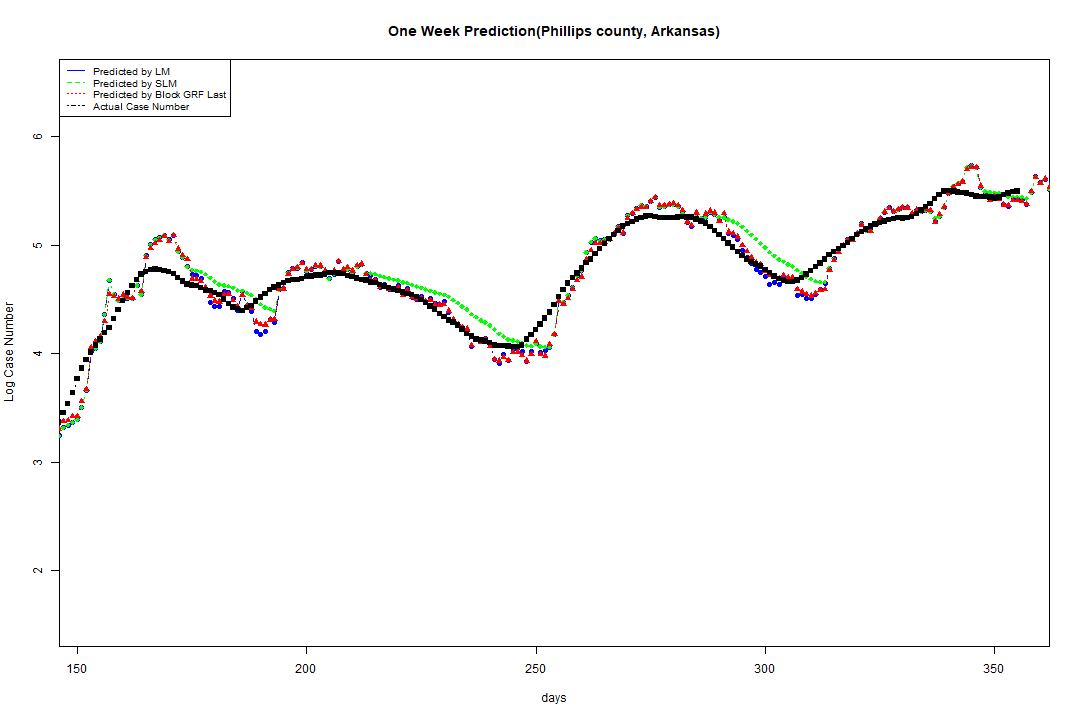 One Week Prediction(Phillips county, Arkansas)
Predicted by LM
Predicted by SLM
Predicted by Block GRF Last
Actual Case Number
Log Case Number
6
5
4
3
2
150 200 250 300 350
days